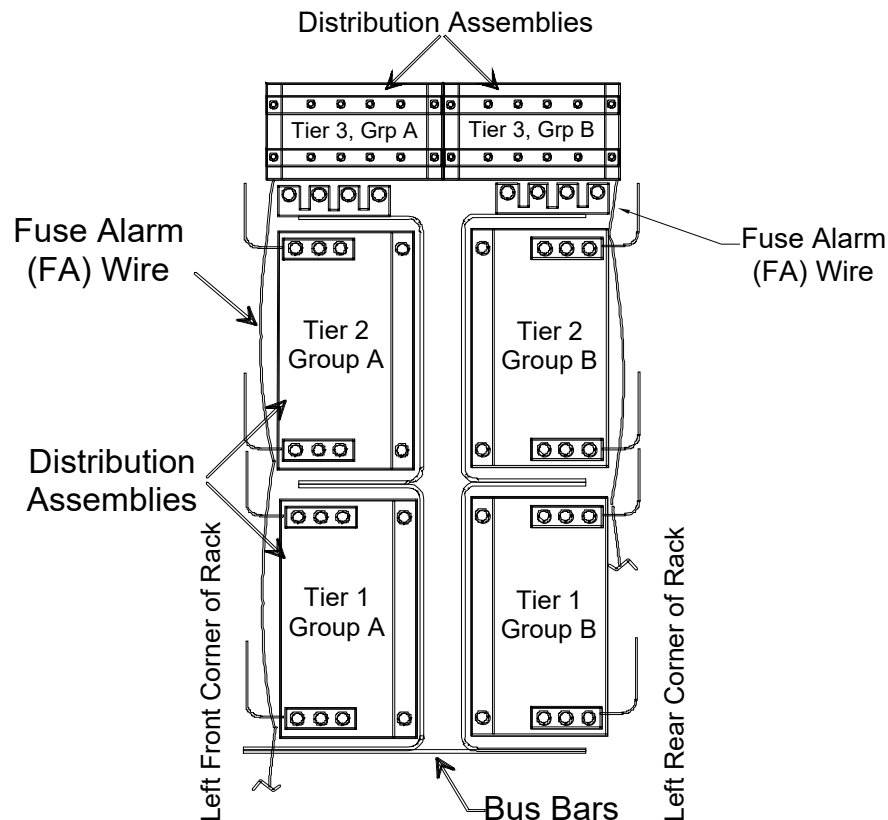 Distribution Assemblies
Tier 3, Grp A
Tier 3, Grp B
Fuse Alarm
(FA) Wire
Fuse Alarm
(FA) Wire
Tier 2
Group A
Tier 2
Group B
Distribution
Assemblies
Tier 1
Group A
Tier 1
Group B
Left Front Corner of Rack
Left Rear Corner of Rack
Bus Bars